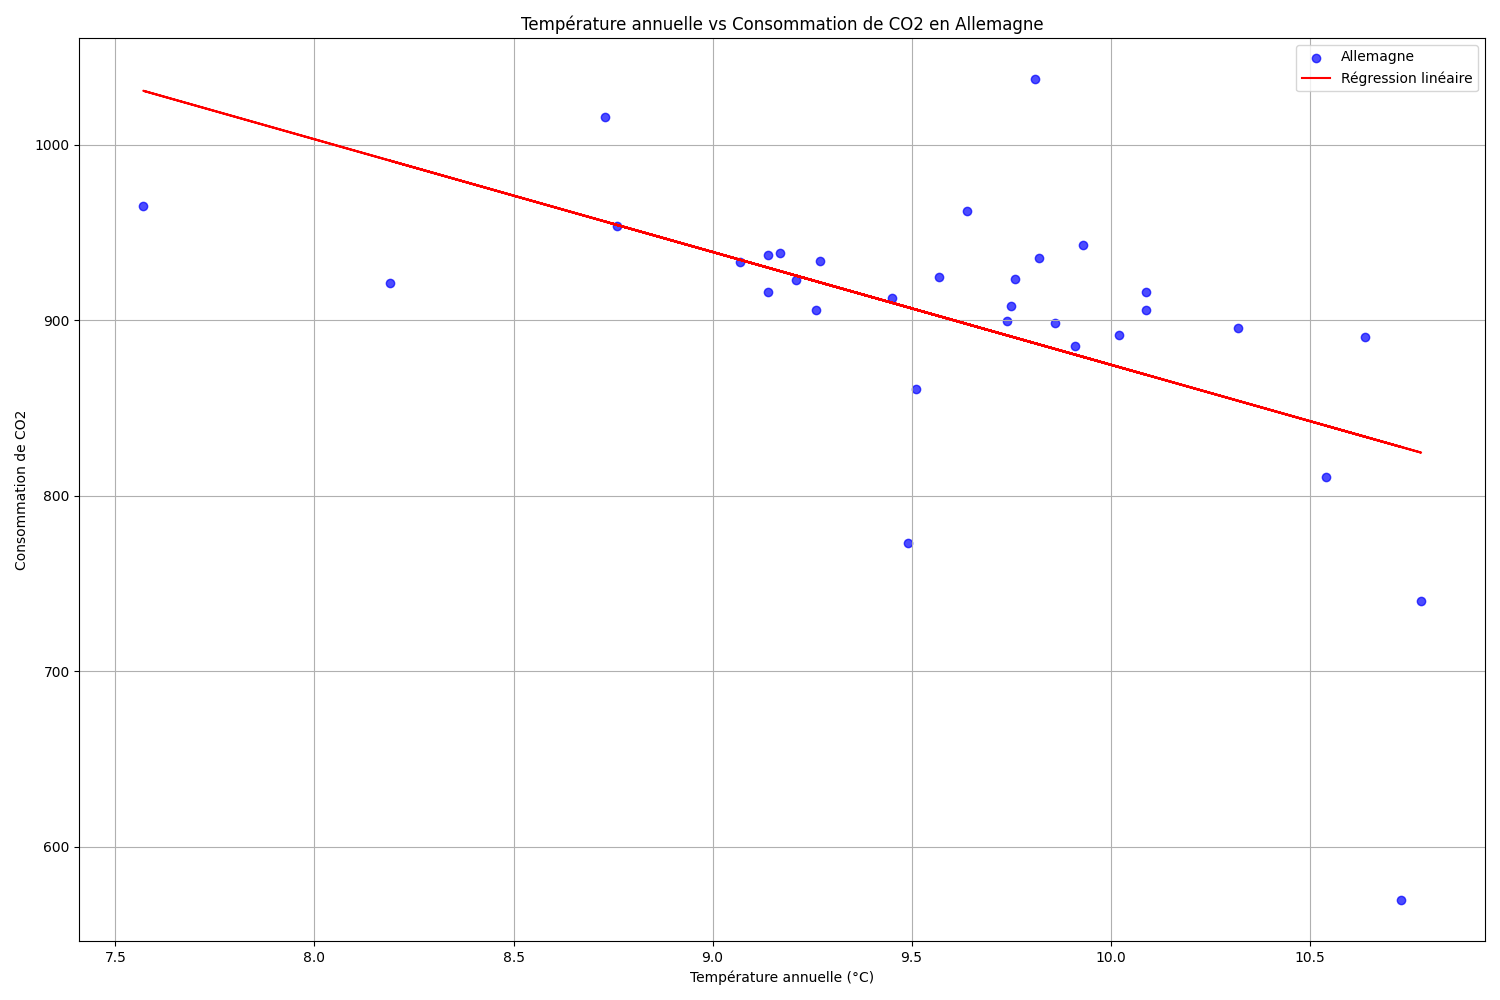 Température annuelle vs Consommation de CO2 en Allemagne
Allemagne
Régression linéaire
Consommation de CO2
1000
900
800
700
600
7.5
8.0
8.5
9.0
9.5
10.0
10.5
Température annuelle (°C)